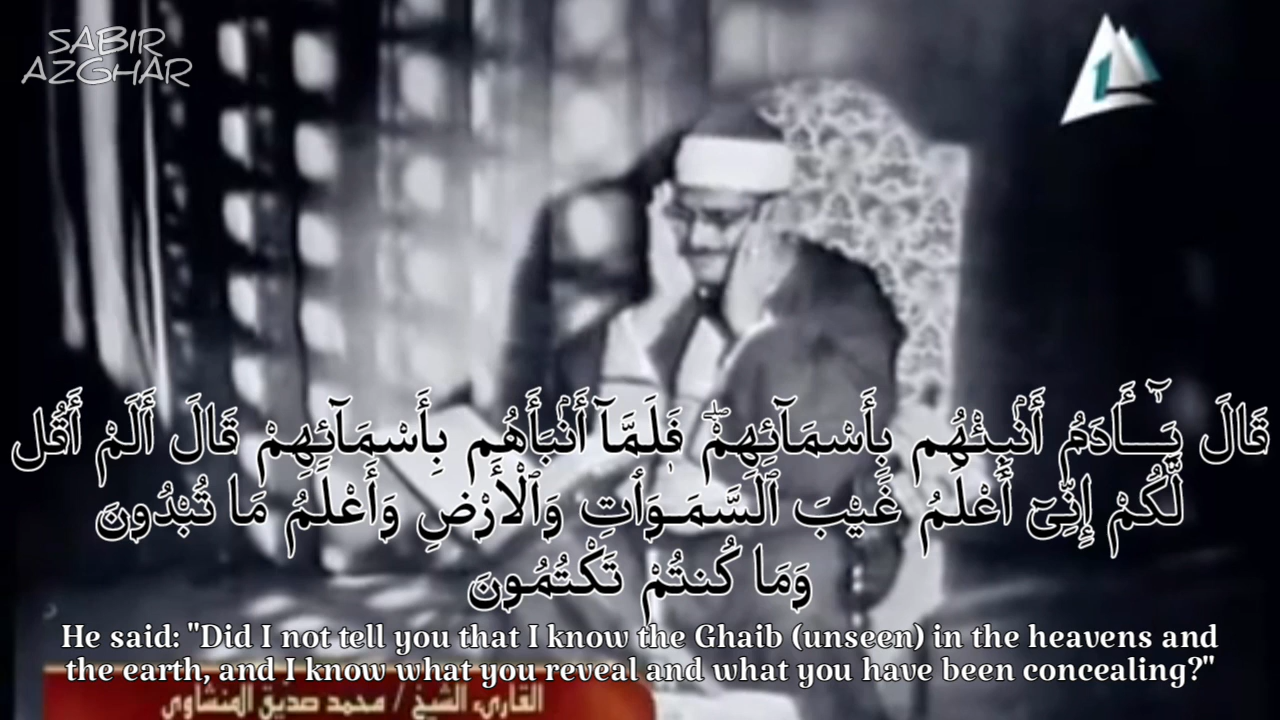 SABIR
AZGHAR
قَالَ يَـٰٓـَٔادَمُ أَنۢبِئْهُم بِأَسْمَآئِهِمْ ۖ فَلَمَّآ أَنۢبَأَهُم بِأَسْمَآئِهِمْ قَالَ أَلَمْ أَقُل
لَّكُمْ إِنِّىٓ أَعْلَمُ غَيْبَ ٱلسَّمَـٰوَٰتِ وَٱلْأَرْضِ وَأَعْلَمُ مَا تُبْدُونَ
وَمَا كُنتُمْ تَكْتُمُونَ
He said: "Did I not tell you that I know the Ghaib (unseen) in the heavens and
the earth, and I know what you reveal and what you have been concealing?"
القارىء الشيخ / محمد صديق المنشاوى